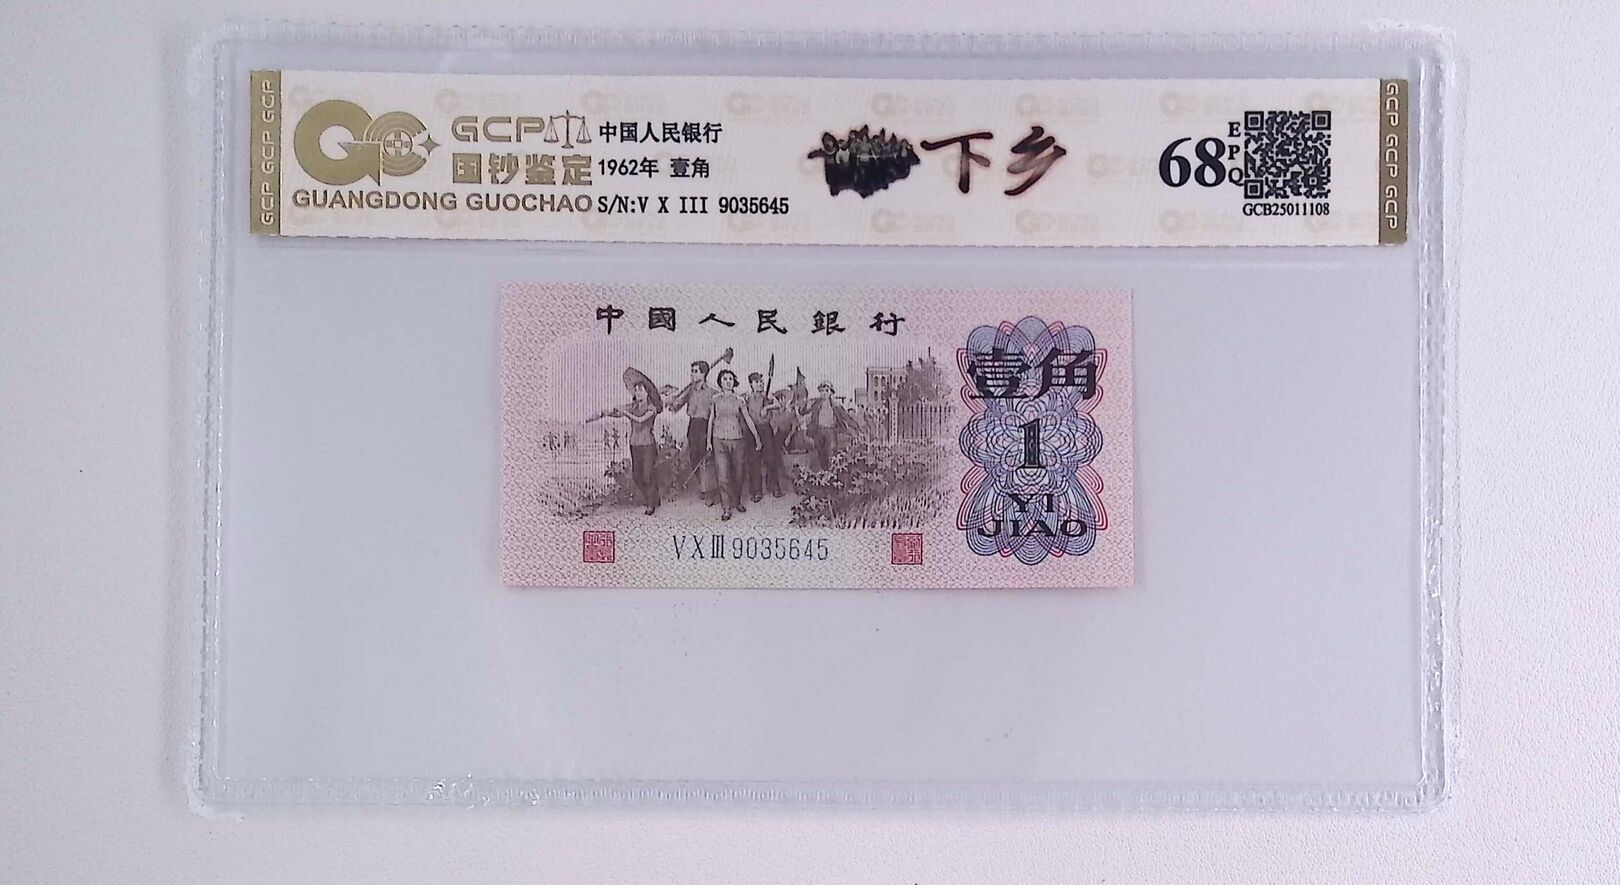 GCP GCP GCP
GCP
国钞鉴定
GUANGDONG GUOCHAO
中国人民银行
1962年 壹角
S/N:V X III 9035645
下乡
68
EPQ
GCB25011108
GCP GCP GCP
中國人民銀行
壹角
1
YI
JIAO
V X III 9035645